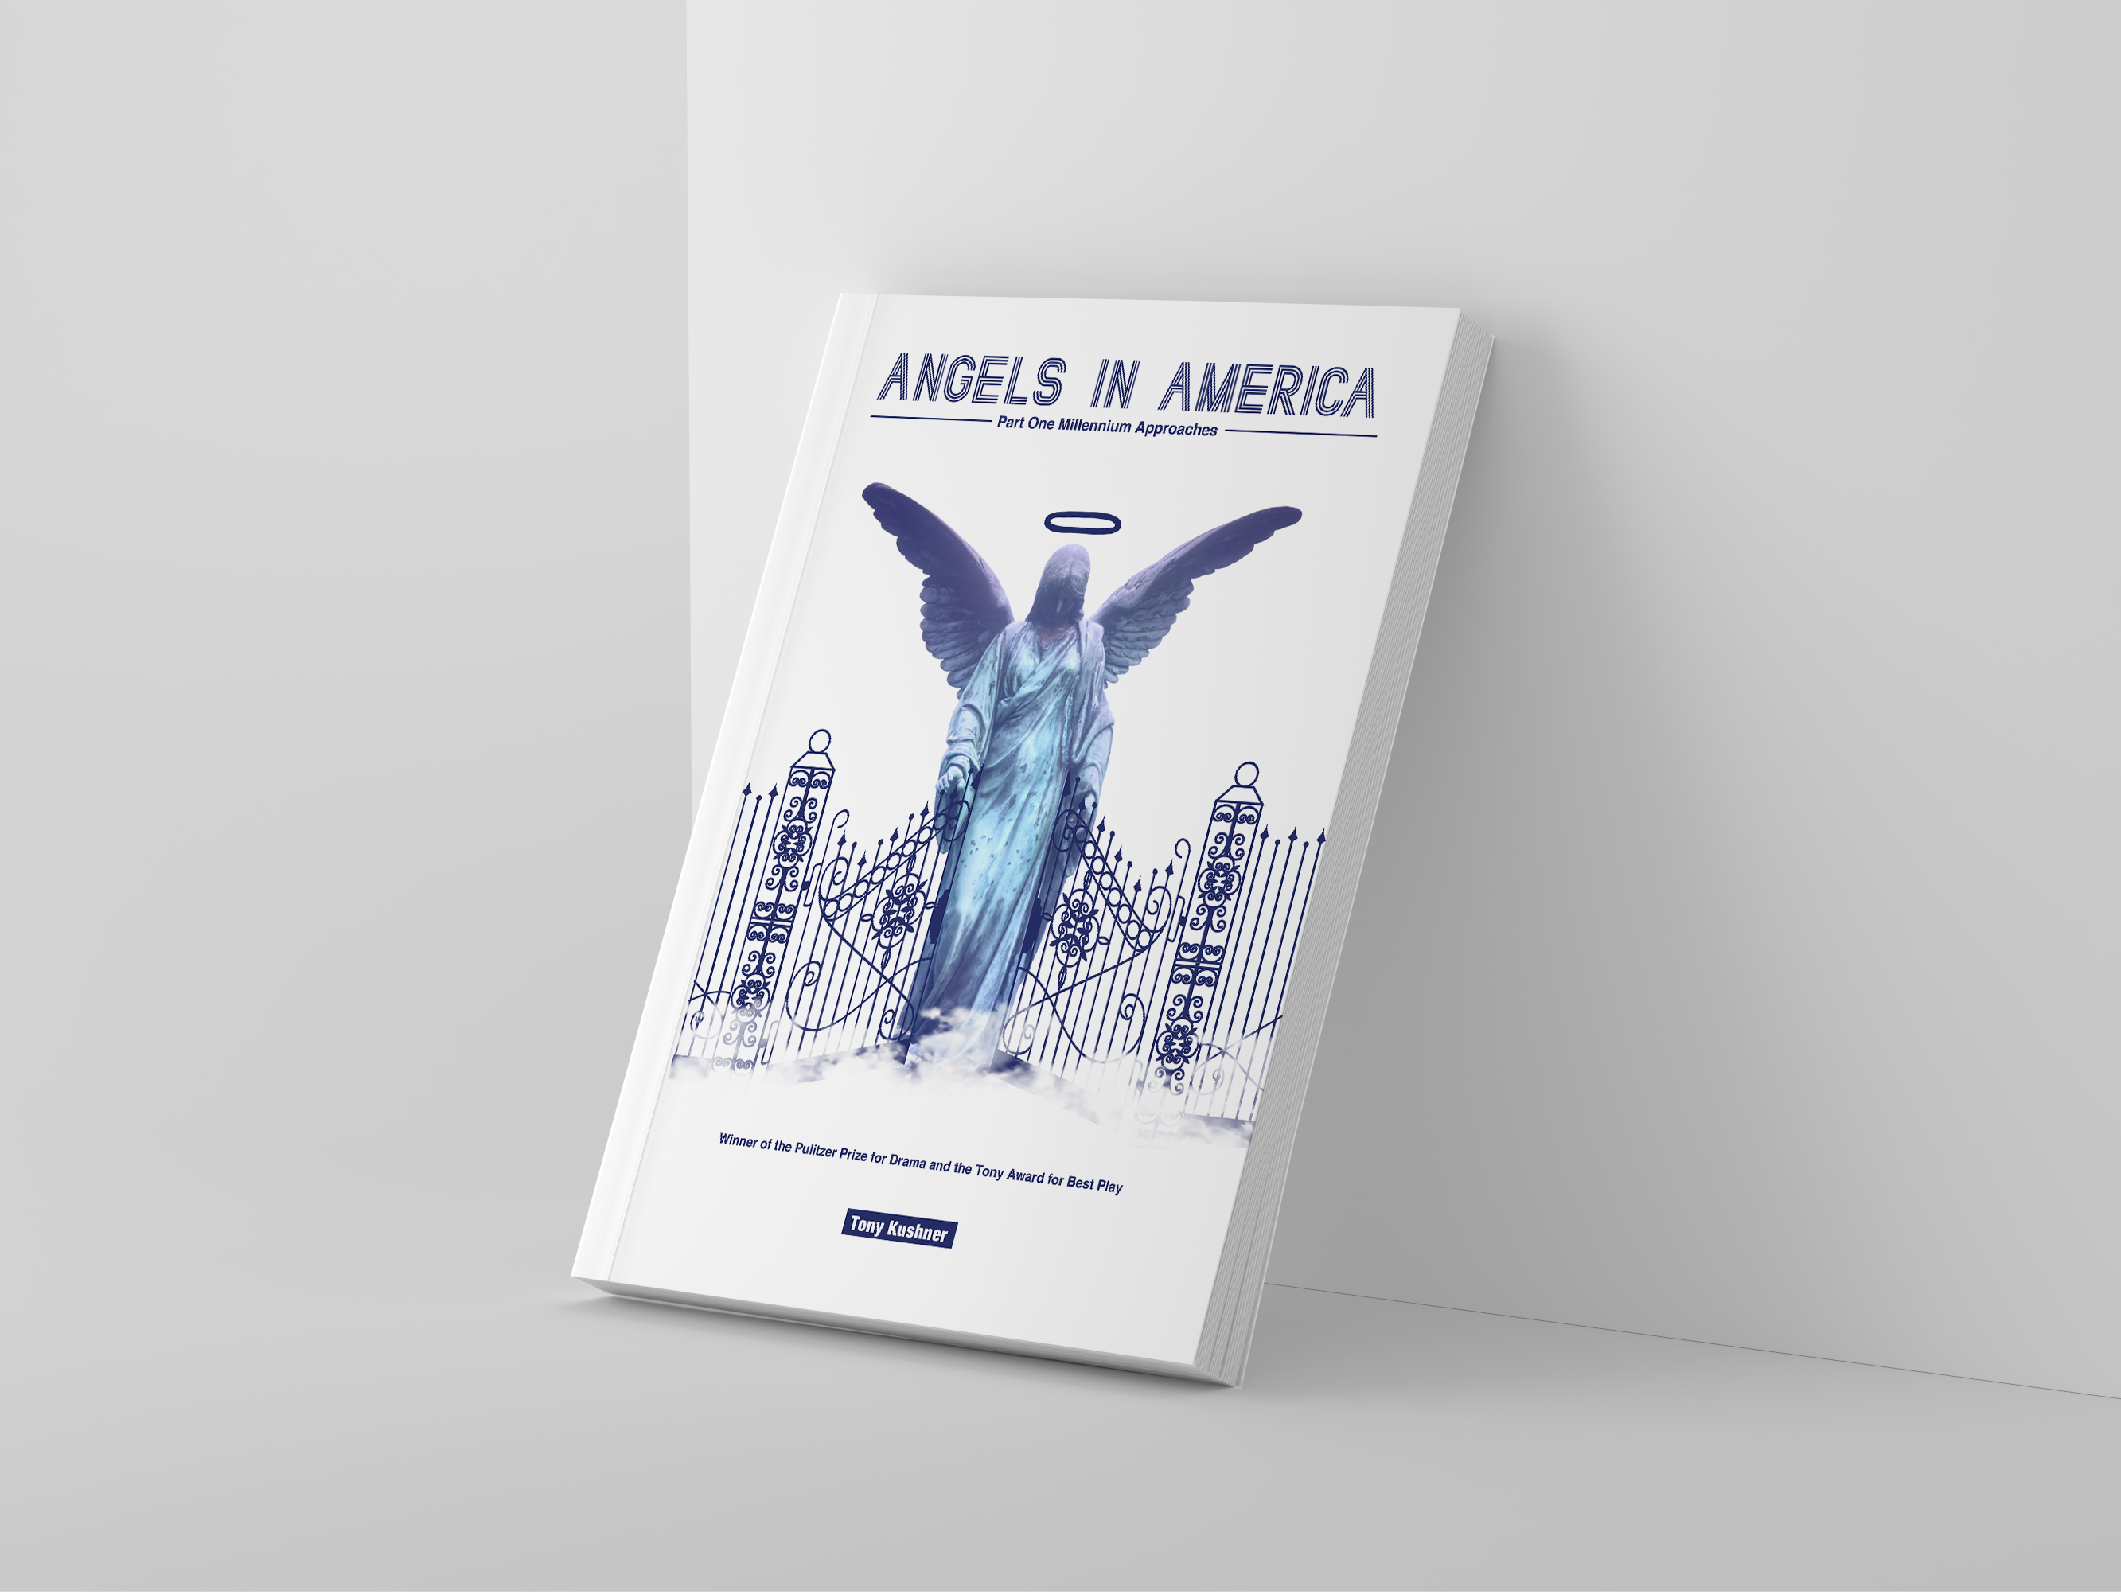 ANGELS IN AMERICA
Part One Millennium Approaches
Winner of the Pulitzer Prize for Drama and the Tony Award for Best Play
Tony Kushner